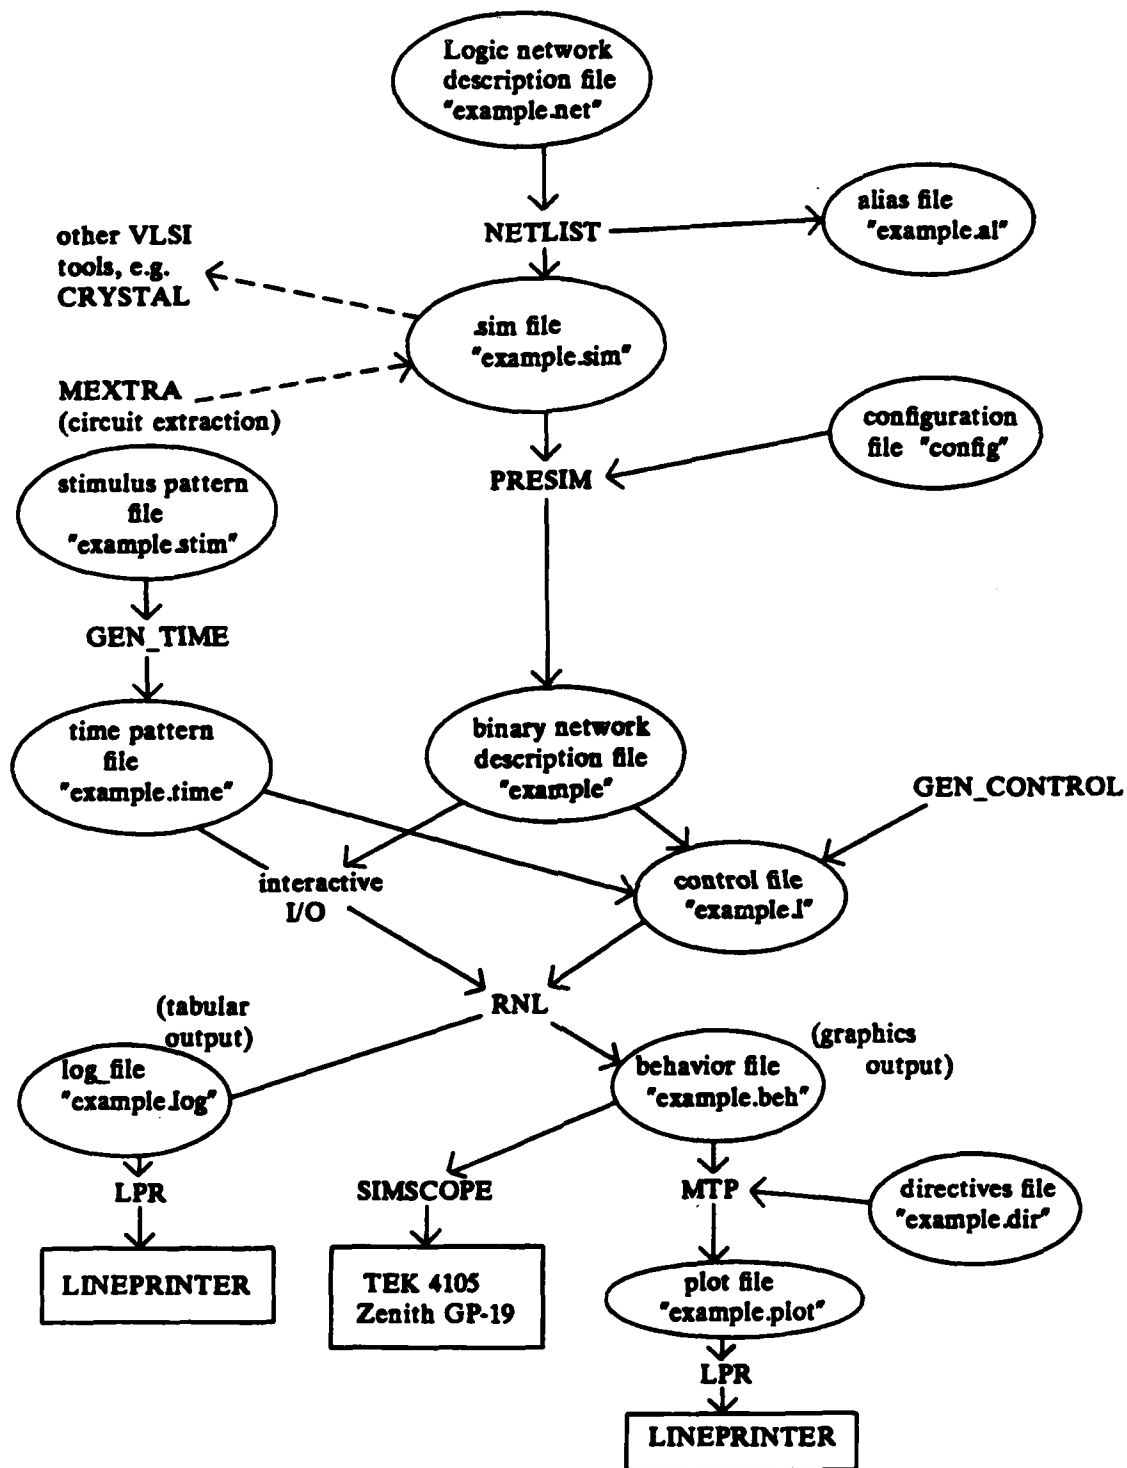 Logic network
description file
"example.net"
alias file
"example.al"
NETLIST
other VLSI
tools, e.g.
CRYSTAL
.sim file
"example.sim"
MEXTRA
(circuit extraction)
configuration
file "config"
PRESIM
stimulus pattern
file
"example.stim"
GEN_TIME
time pattern
file
"example.time"
binary network
description file
"example"
GEN_CONTROL
interactive
I/O
control file
"example.l"
RNL
(tabular
output)
log_file
"example.log"
behavior file
"example.beh"
(graphics
output)
LPR
SIMSCOPE
MTP
directives file
"example.dir"
LINEPRINTER
TEK 4105
Zenith GP-19
plot file
"example.plot"
LPR
LINEPRINTER